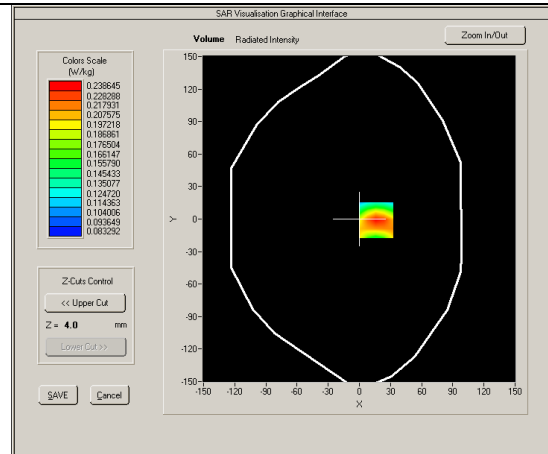 SAR Visualisation Graphical Interface
Volume Radiated Intensity
Zoom In/Out
Colors Scale
(W/kg)
0.238645
0.228288
0.217931
0.207575
0.197218
0.186861
0.176504
0.166147
0.155790
0.145433
0.135077
0.124720
0.114363
0.104006
0.093649
0.083292
Z-Cuts Control
<< Upper Cut
Z = 4.0 mm
Lower Cut >>
SAVE Cancel
150
120
90
60
30
0
-30
-60
-90
-120
-150
Y
-150 -120 -90 -60 -30 0 30 60 90 120 150
X